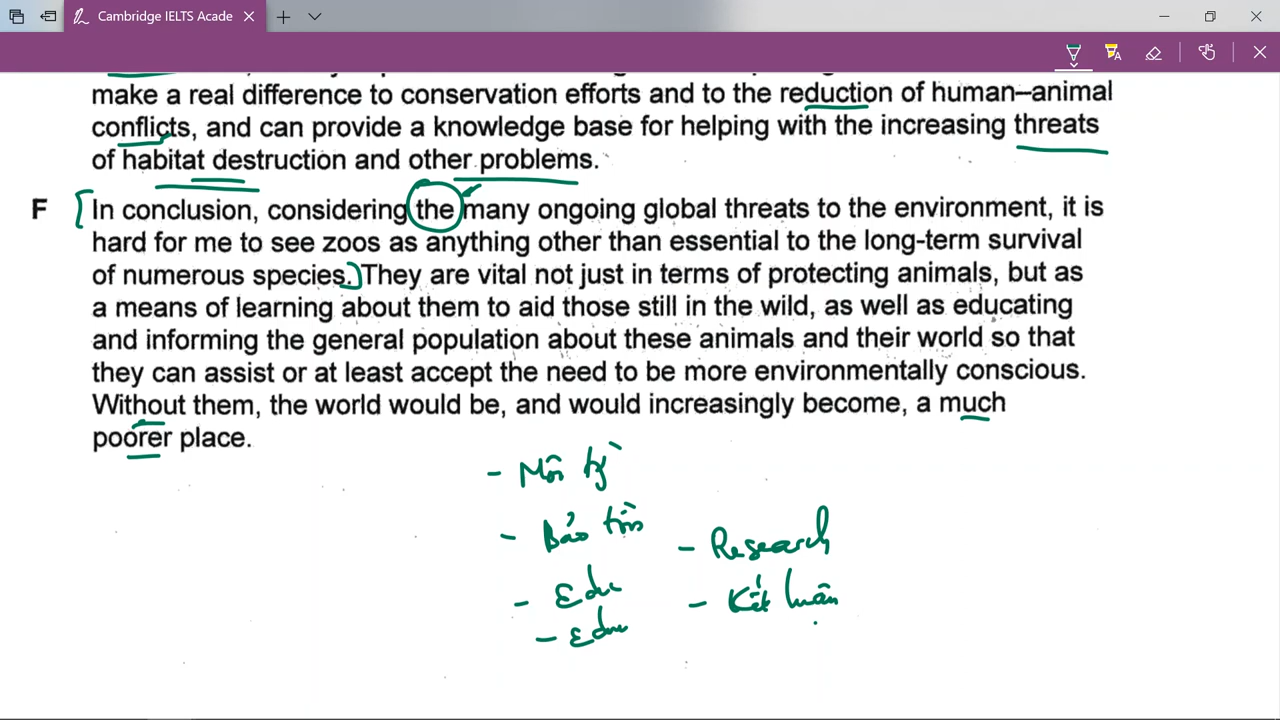 Cambridge IELTS Acade
make a real difference to conservation efforts and to the reduction of human–animal
conflicts, and can provide a knowledge base for helping with the increasing threats
of habitat destruction and other problems.
F In conclusion, considering the many ongoing global threats to the environment, it is
hard for me to see zoos as anything other than essential to the long-term survival
of numerous species. They are vital not just in terms of protecting animals, but as
a means of learning about them to aid those still in the wild, as well as educating
and informing the general population about these animals and their world so that
they can assist or at least accept the need to be more environmentally conscious.
Without them, the world would be, and would increasingly become, a much
poorer place.
- Bảo tồn
- Edu
- Edu
- Research
- Kết luận